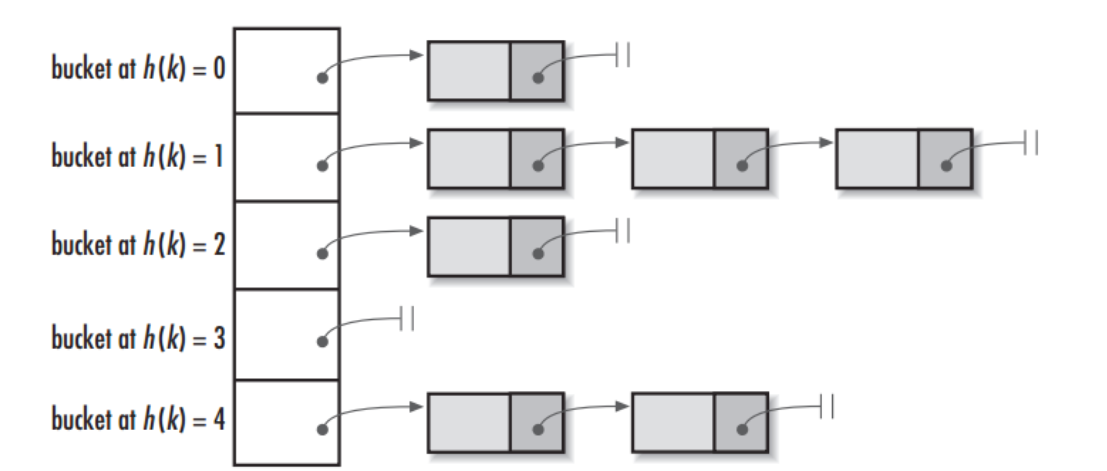 bucket at h(k) = 0
bucket at h(k) = 1
bucket at h(k) = 2
bucket at h(k) = 3
bucket at h(k) = 4